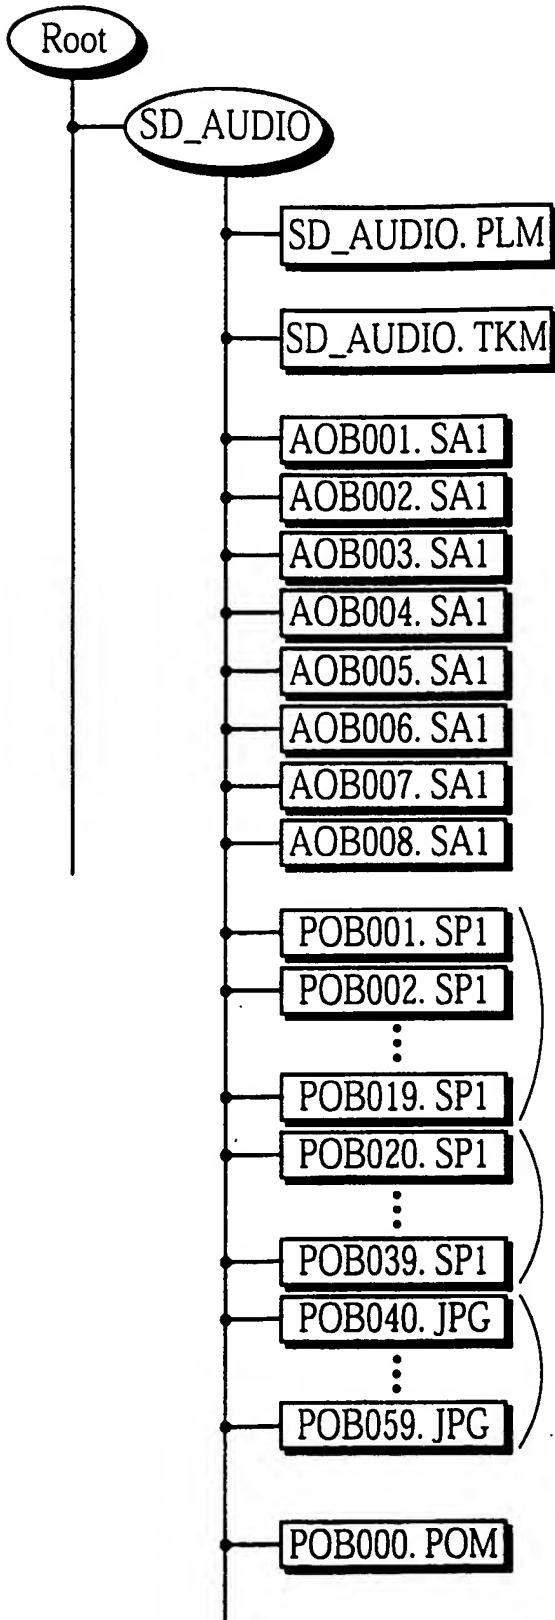 Root
SD_AUDIO
SD_AUDIO. PLM
SD_AUDIO. TKM
AOB001. SA1
AOB002. SA1
AOB003. SA1
AOB004. SA1
AOB005. SA1
AOB006. SA1
AOB007. SA1
AOB008. SA1
POB001. SP1
POB002. SP1
POB019. SP1
POB020. SP1
POB039. SP1
POB040. JPG
POB059. JPG
POB000. POM